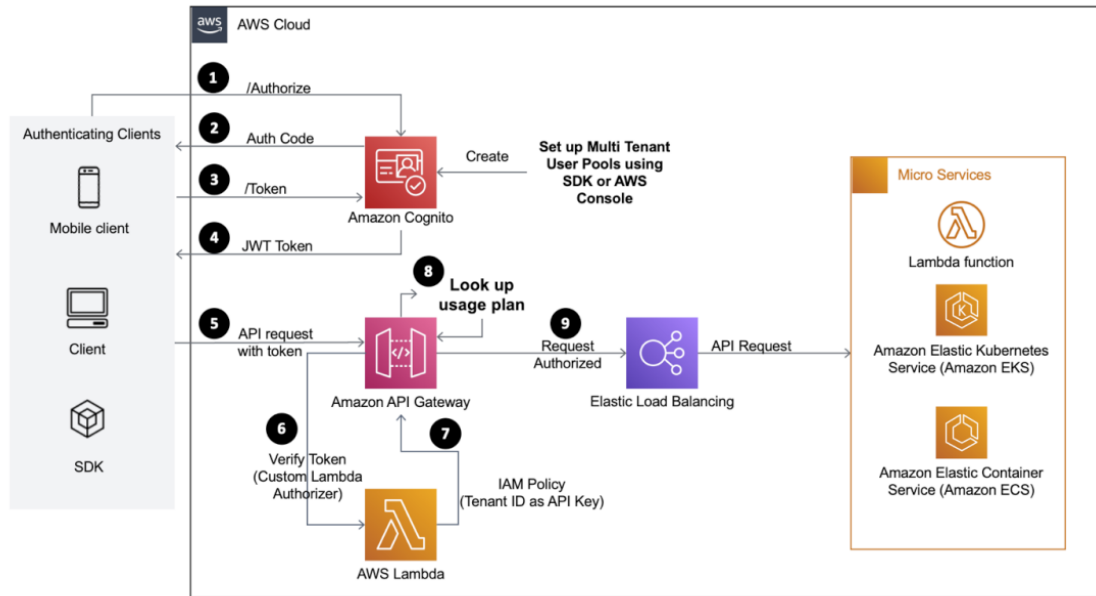 aws
AWS Cloud
1
/Authorize
Authenticating Clients
2
Auth Code
3
/Token
4
JWT Token
Mobile client
Client
SDK
Amazon Cognito
Create
Set up Multi Tenant
User Pools using
SDK or AWS
Console
5
API request
with token
8
Look up
usage plan
Amazon API Gateway
6
Verify Token
(Custom Lambda
Authorizer)
7
IAM Policy
(Tenant ID as API Key)
AWS Lambda
9
Request
Authorized
Elastic Load Balancing
API Request
Micro Services
Lambda function
K
Amazon Elastic Kubernetes
Service (Amazon EKS)
Amazon Elastic Container
Service (Amazon ECS)